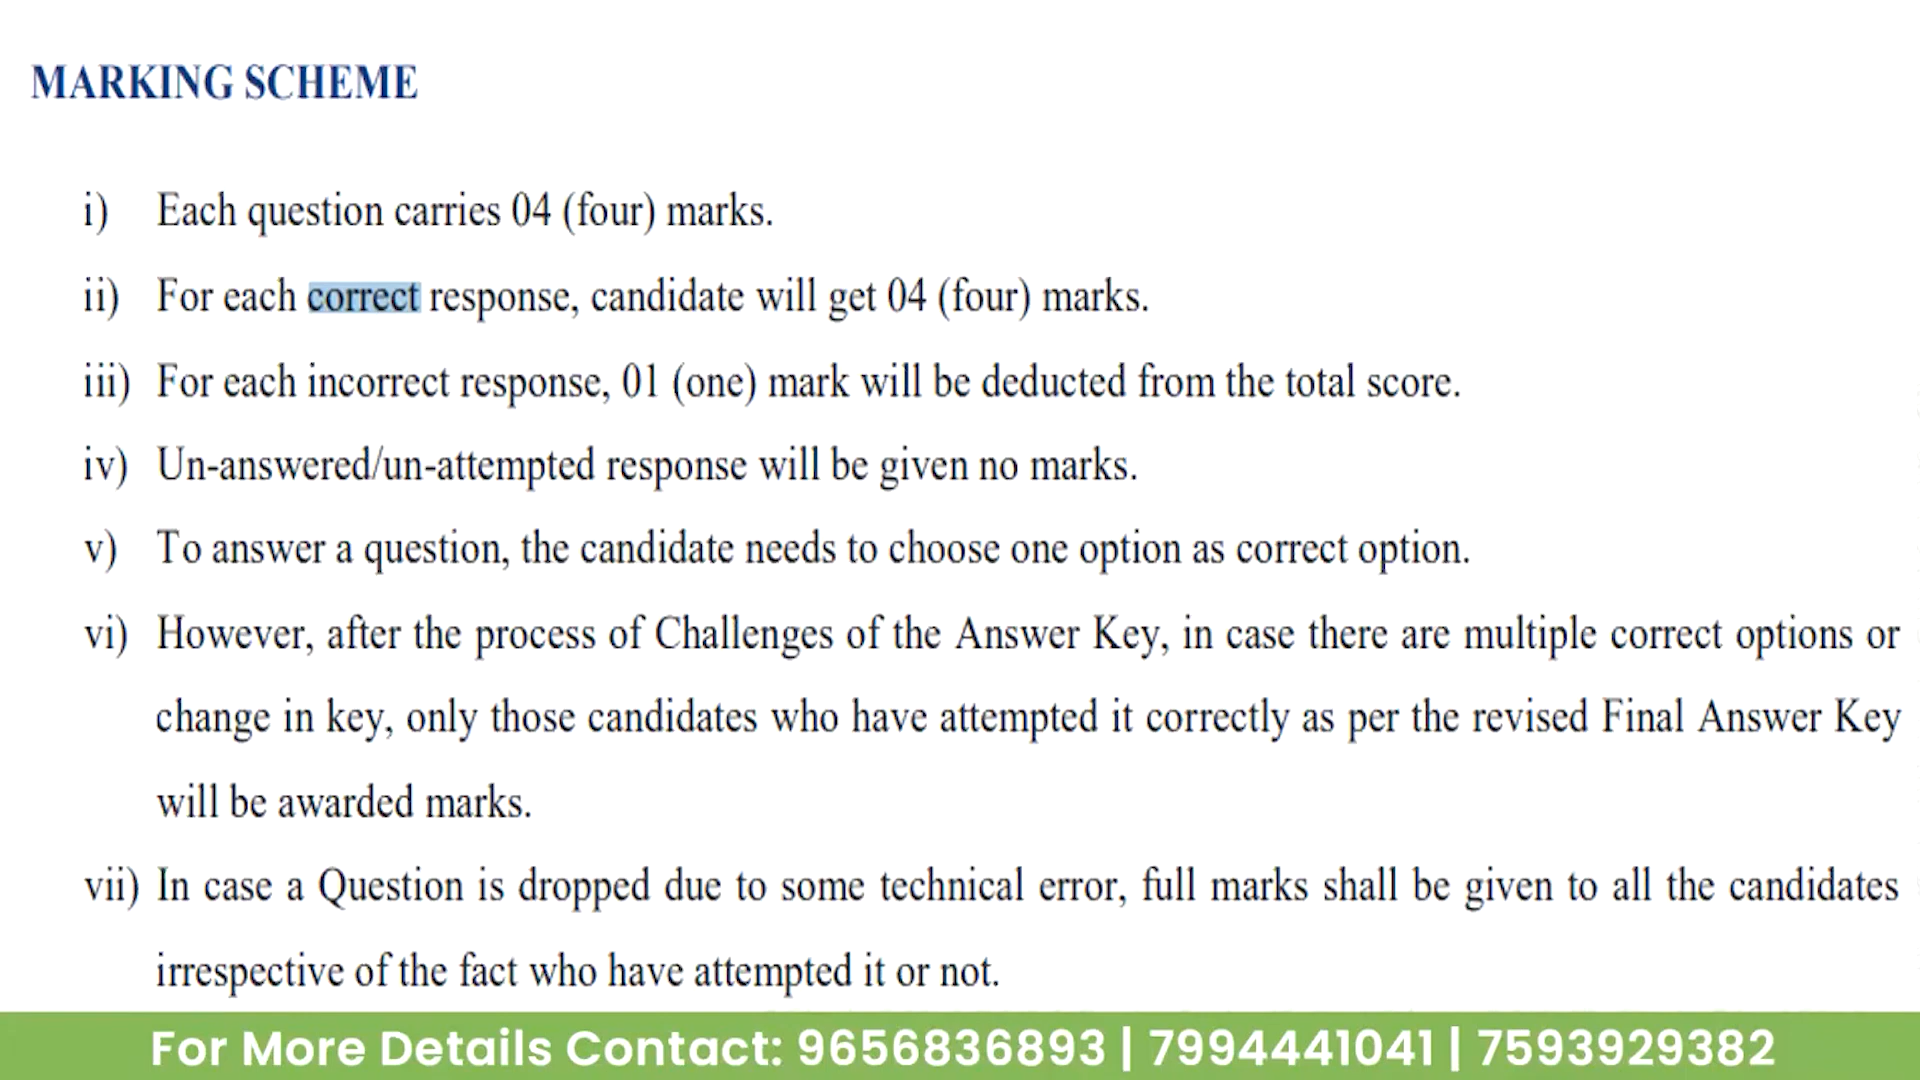 MARKING SCHEME
i) Each question carries 04 (four) marks.
ii) For each correct response, candidate will get 04 (four) marks.
iii) For each incorrect response, 01 (one) mark will be deducted from the total score.
iv) Un-answered/un-attempted response will be given no marks.
v) To answer a question, the candidate needs to choose one option as correct option.
vi) However, after the process of Challenges of the Answer Key, in case there are multiple correct options or
change in key, only those candidates who have attempted it correctly as per the revised Final Answer Key
will be awarded marks.
vii) In case a Question is dropped due to some technical error, full marks shall be given to all the candidates
irrespective of the fact who have attempted it or not.
For More Details Contact: 9656836893 | 7994441041 | 7593929382